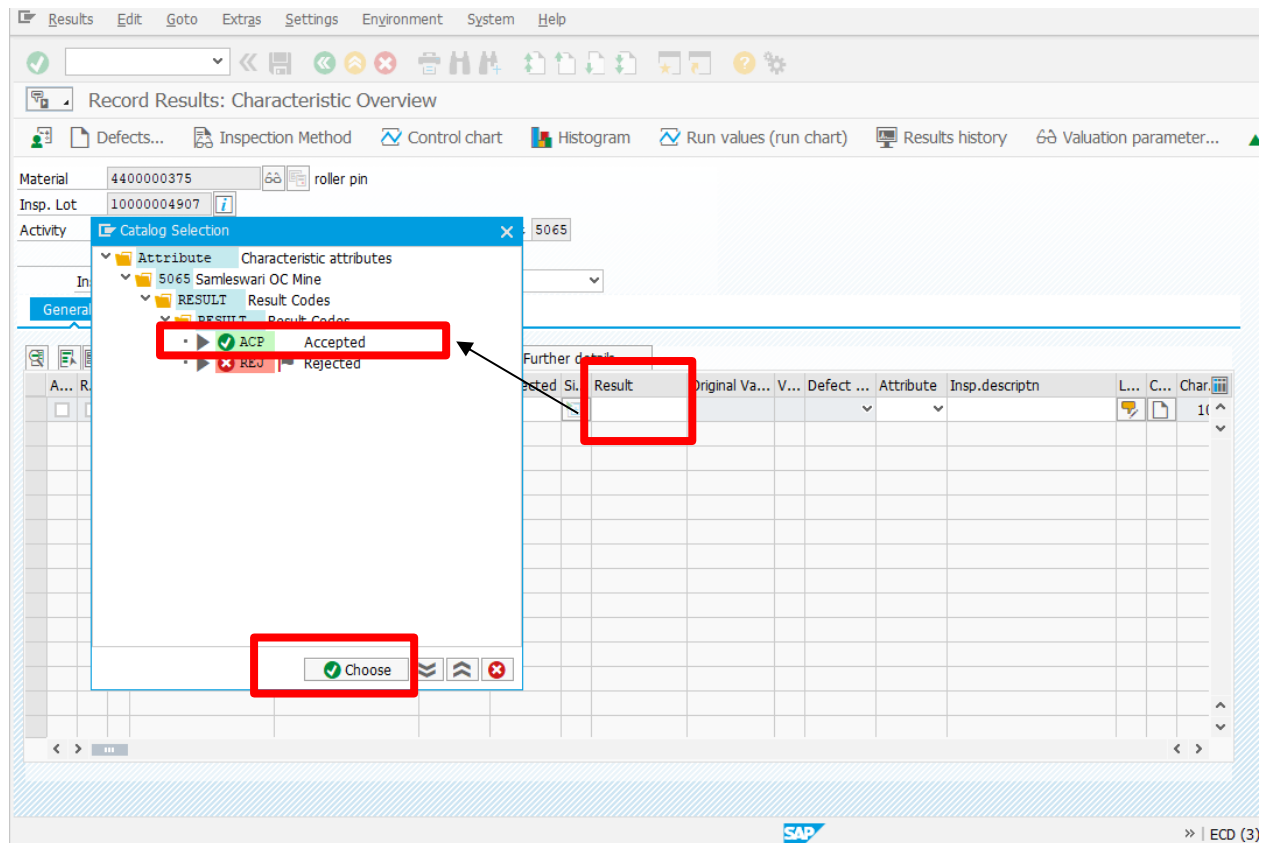 Results Edit Goto Extras Settings Environment System Help
Record Results: Characteristic Overview
Defects... Inspection Method Control chart Histogram Run values (run chart) Results history Valuation parameter...
Material 4400000375 roller pin
Insp. Lot 10000004907
Activity 5065
Catalog Selection
Attribute Characteristic attributes
5065 Samleswari OC Mine
RESULT Result Codes
RESULT Result Codes
ACP Accepted
REJ Rejected
General
Further details
A... R. Si.. Result Original Va... V... Defect ... Attribute Insp.descriptn L... C... Char.
Choose
SAP
» ECD (3)